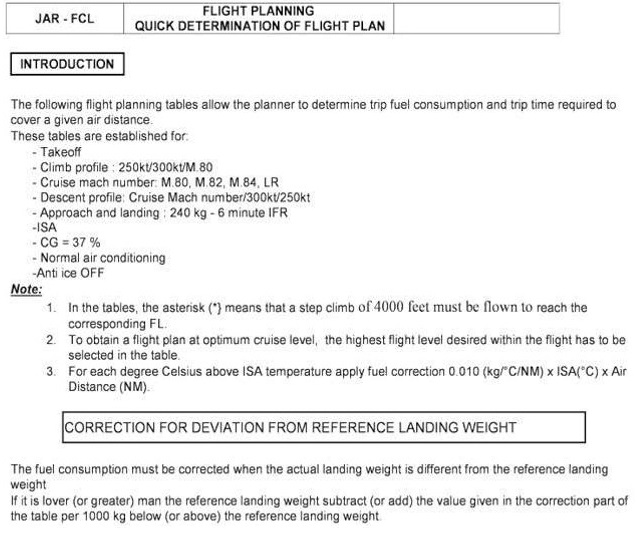 JAR - FCL
FLIGHT PLANNING
QUICK DETERMINATION OF FLIGHT PLAN
INTRODUCTION
The following flight planning tables allow the planner to determine trip fuel consumption and trip time required to
cover a given air distance.
These tables are established for:
- Takeoff
- Climb profile : 250kt/300kt/M.80
- Cruise mach number: M.80, M.82, M.84, LR
- Descent profile: Cruise Mach number/300kt/250kt
- Approach and landing : 240 kg - 6 minute IFR
-ISA
- CG = 37 %
- Normal air conditioning
-Anti ice OFF
Note:
1. In the tables, the asterisk (*} means that a step climb of 4000 feet must be flown to reach the
corresponding FL.
2. To obtain a flight plan at optimum cruise level, the highest flight level desired within the flight has to be
selected in the table.
3. For each degree Celsius above ISA temperature apply fuel correction 0.010 (kg/°C/NM) x ISA(°C) x Air
Distance (NM).
CORRECTION FOR DEVIATION FROM REFERENCE LANDING WEIGHT
The fuel consumption must be corrected when the actual landing weight is different from the reference landing
weight
If it is lover (or greater) man the reference landing weight subtract (or add) the value given in the correction part of
the table per 1000 kg below (or above) the reference landing weight.